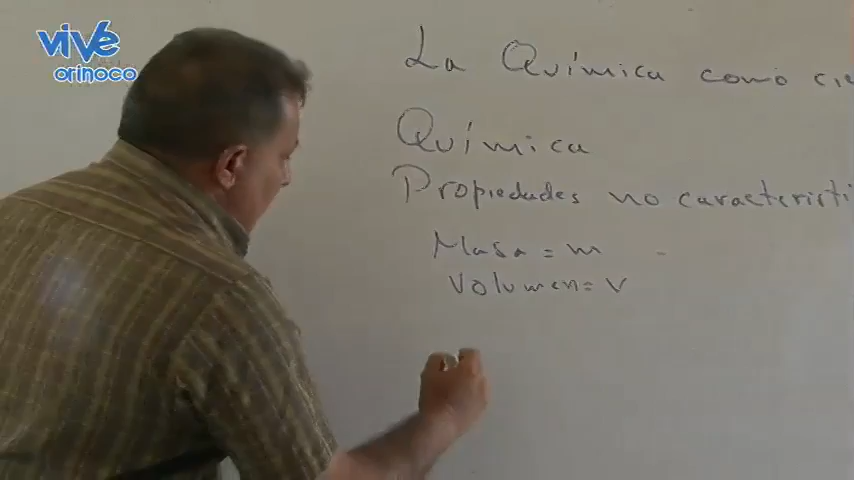 vivé
orinoco
La Química como
Química
Propiedades no
Masa = m
Volumen = v